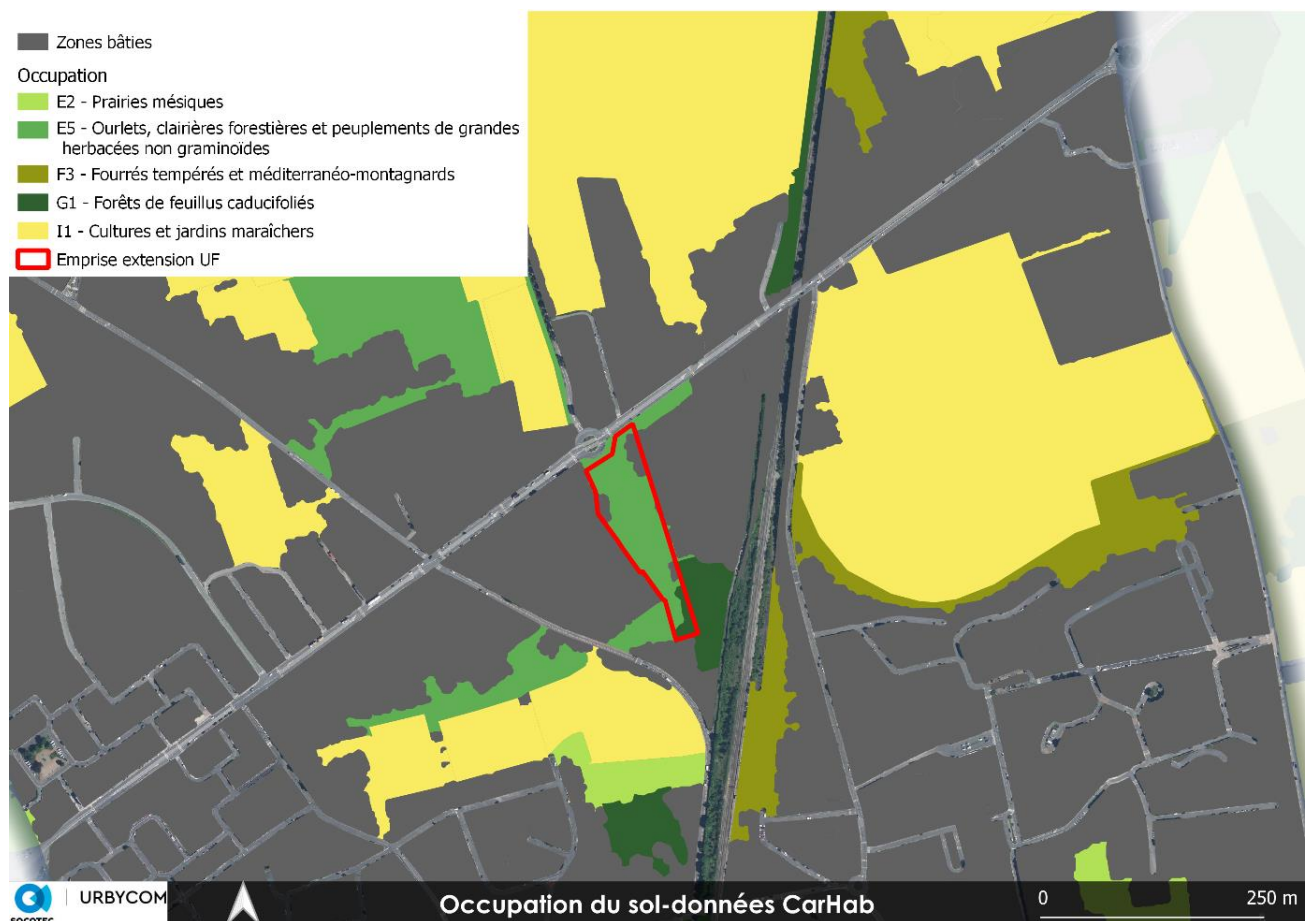 Zones bâties
Occupation
E2 - Prairies mésiques
E5 - Ourlets, clairières forestières et peuplements de grandes
herbacées non graminoïdes
F3 - Fourrés tempérés et méditerranéo-montagnards
G1 - Forêts de feuillus caducifoliés
I1 - Cultures et jardins maraîchers
Emprise extension UF
SOCOTEC
URBYCOM
Occupation du sol-données CarHab
0
250 m